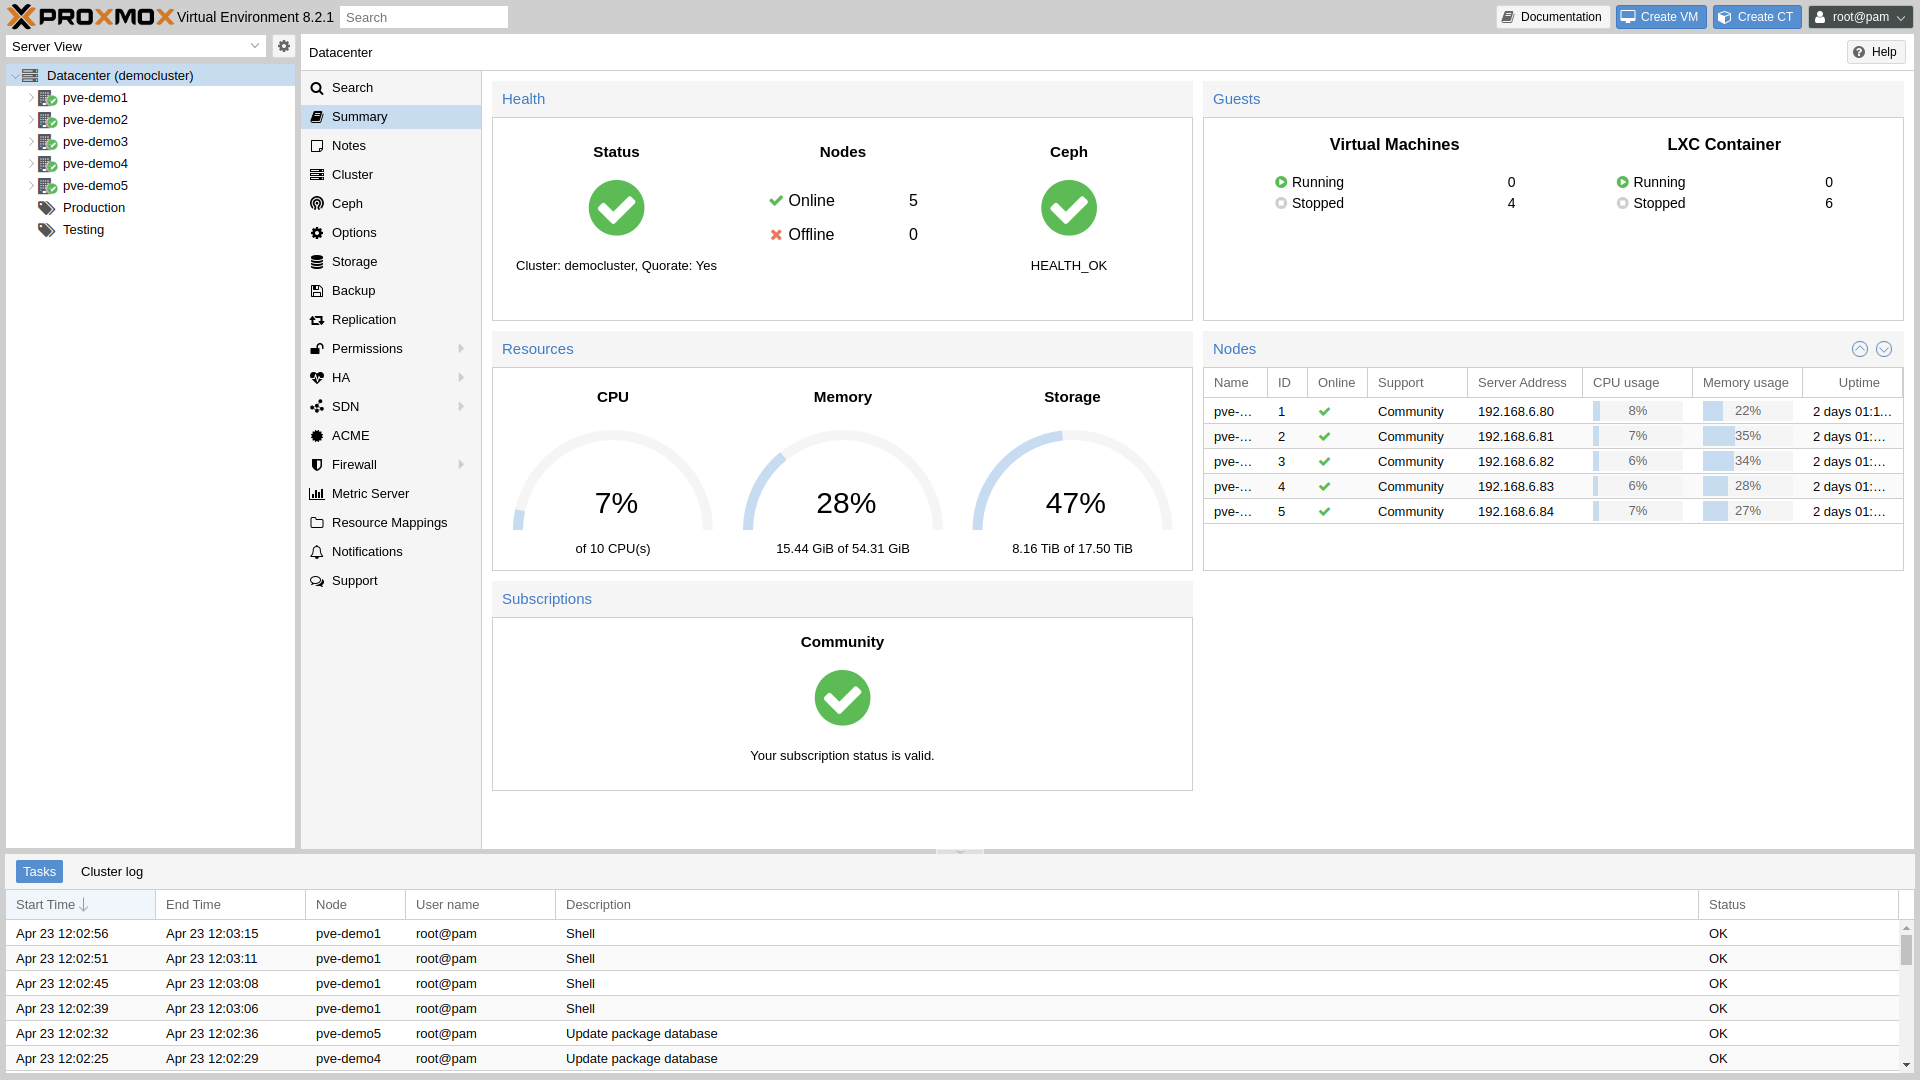 PROXMOX Virtual Environment 8.2.1 Search Documentation Create VM Create CT root@pam
Server View
Datacenter (democluster)
pve-demo1
pve-demo2
pve-demo3
pve-demo4
pve-demo5
Production
Testing
Datacenter Help
Search
Summary
Notes
Cluster
Ceph
Options
Storage
Backup
Replication
Permissions
HA
SDN
ACME
Firewall
Metric Server
Resource Mappings
Notifications
Support
Health
Status Nodes Ceph
Online 5
Offline 0
Cluster: democluster, Quorate: Yes HEALTH_OK
Guests
Virtual Machines LXC Container
Running 0 Running 0
Stopped 4 Stopped 6
Resources
CPU Memory Storage
7% 28% 47%
of 10 CPU(s) 15.44 GiB of 54.31 GiB 8.16 TiB of 17.50 TiB
Nodes
Name ID Online Support Server Address CPU usage Memory usage Uptime
pve-... 1 Community 192.168.6.80 8% 22% 2 days 01:1...
pve-... 2 Community 192.168.6.81 7% 35% 2 days 01:...
pve-... 3 Community 192.168.6.82 6% 34% 2 days 01:...
pve-... 4 Community 192.168.6.83 6% 28% 2 days 01:...
pve-... 5 Community 192.168.6.84 7% 27% 2 days 01:...
Subscriptions
Community
Your subscription status is valid.
Tasks Cluster log
Start Time End Time Node User name Description Status
Apr 23 12:02:56 Apr 23 12:03:15 pve-demo1 root@pam Shell OK
Apr 23 12:02:51 Apr 23 12:03:11 pve-demo1 root@pam Shell OK
Apr 23 12:02:45 Apr 23 12:03:08 pve-demo1 root@pam Shell OK
Apr 23 12:02:39 Apr 23 12:03:06 pve-demo1 root@pam Shell OK
Apr 23 12:02:32 Apr 23 12:02:36 pve-demo5 root@pam Update package database OK
Apr 23 12:02:25 Apr 23 12:02:29 pve-demo4 root@pam Update package database OK